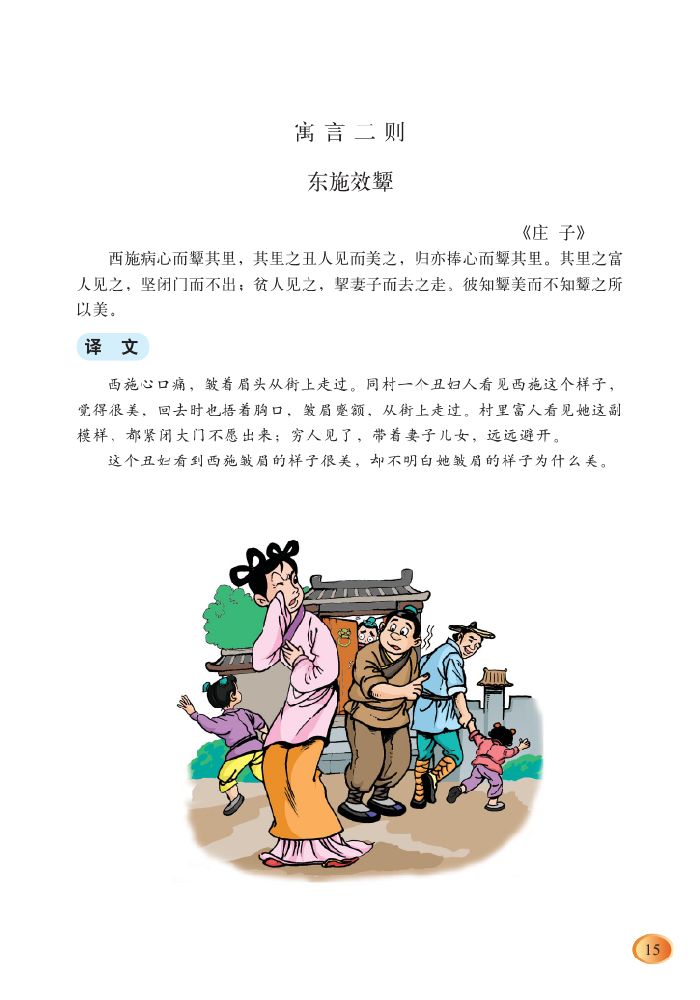 寓言二则
东施效颦
《庄 子》
西施病心而颦其里，其里之丑人见而美之，归亦棒心而颦其里。其里之富
人见之，坚闭门而不出；贫人见之，挈妻子而去之走。彼知颦美而不知颦之所
以美。
译 文
西施心口痛，皱着眉头从街上走过。同村一个丑妇人看见西施这个样子，
觉得很美，回去时也捂着胸口，皱眉蹙额，从街上走过。村里富人看见她这副
模样，都紧闭大门不愿出来；穷人见了，带着妻子儿女，远远避开。
这个丑妇看到西施皱眉的样子很美，却不明白她皱眉的样子为什么美。
15